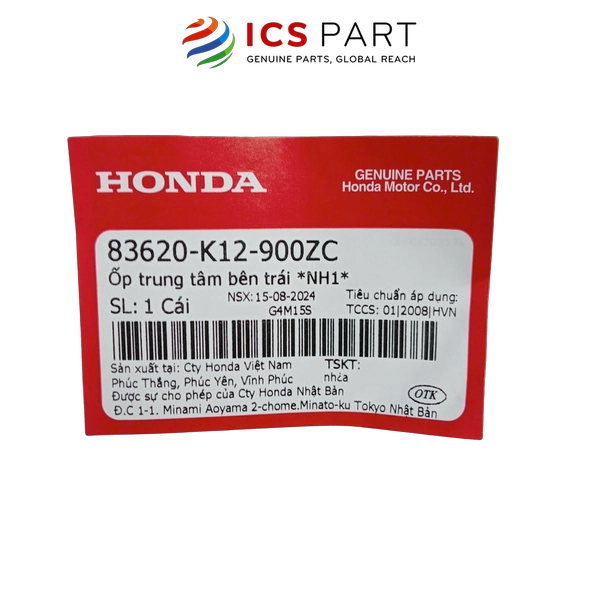 ICS PART
GENUINE PARTS, GLOBAL REACH
HONDA
GENUINE PARTS
Honda Motor Co., Ltd.
83620-K12-900ZC
Ốp trung tâm bên trái *NH1*
SL: 1 Cái
NSX: 15-08-2024
G4M15S
Tiêu chuẩn áp dụng:
TCCS: 01|2008|HVN
Sản xuất tại: Cty Honda Việt Nam
Phúc Thắng, Phúc Yên, Vĩnh Phúc
Được sự cho phép của Cty Honda Nhật Bản
Đ.C 1-1. Minami Aoyama 2-chome.Minato-ku Tokyo Nhật Bản
TSKT:
nhựa
OTK